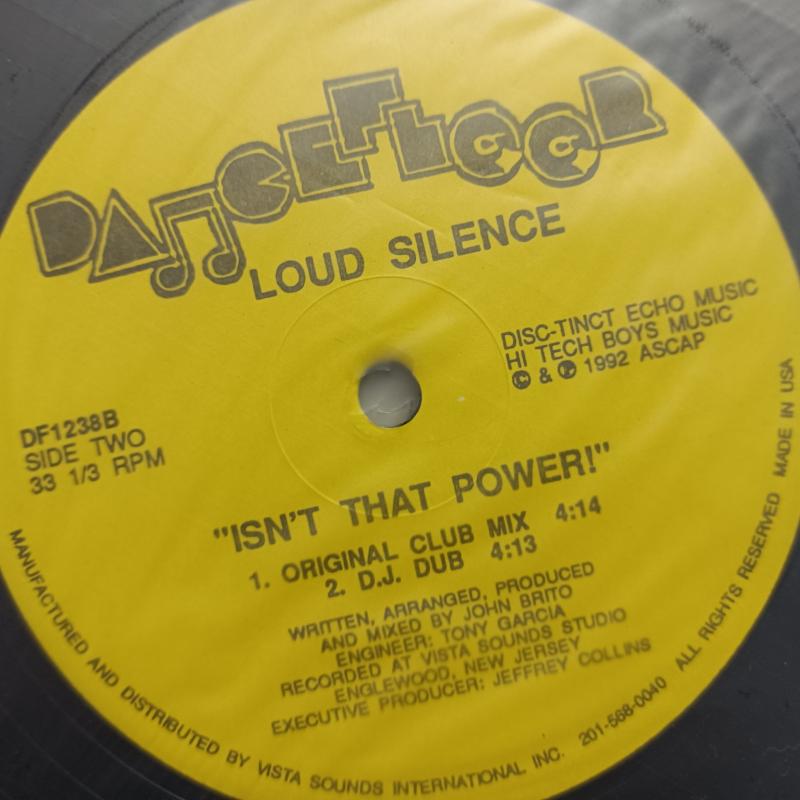 DANCEFLOOR
LOUD SILENCE
DISC-TINCT ECHO MUSIC
HI TECH BOYS MUSIC
© & ℗ 1992 ASCAP
DF1238B
SIDE TWO
33 1/3 RPM
"ISN'T THAT POWER!"
1. ORIGINAL CLUB MIX 4:14
2. D.J. DUB 4:13
WRITTEN, ARRANGED, PRODUCED
AND MIXED BY JOHN BRITO
ENGINEER: TONY GARCIA
RECORDED AT VISTA SOUNDS STUDIO
ENGLEWOOD, NEW JERSEY
EXECUTIVE PRODUCER: JEFFREY COLLINS
MANUFACTURED AND DISTRIBUTED BY VISTA SOUNDS INTERNATIONAL INC. 201-568-0040 ALL RIGHTS RESERVED MADE IN USA